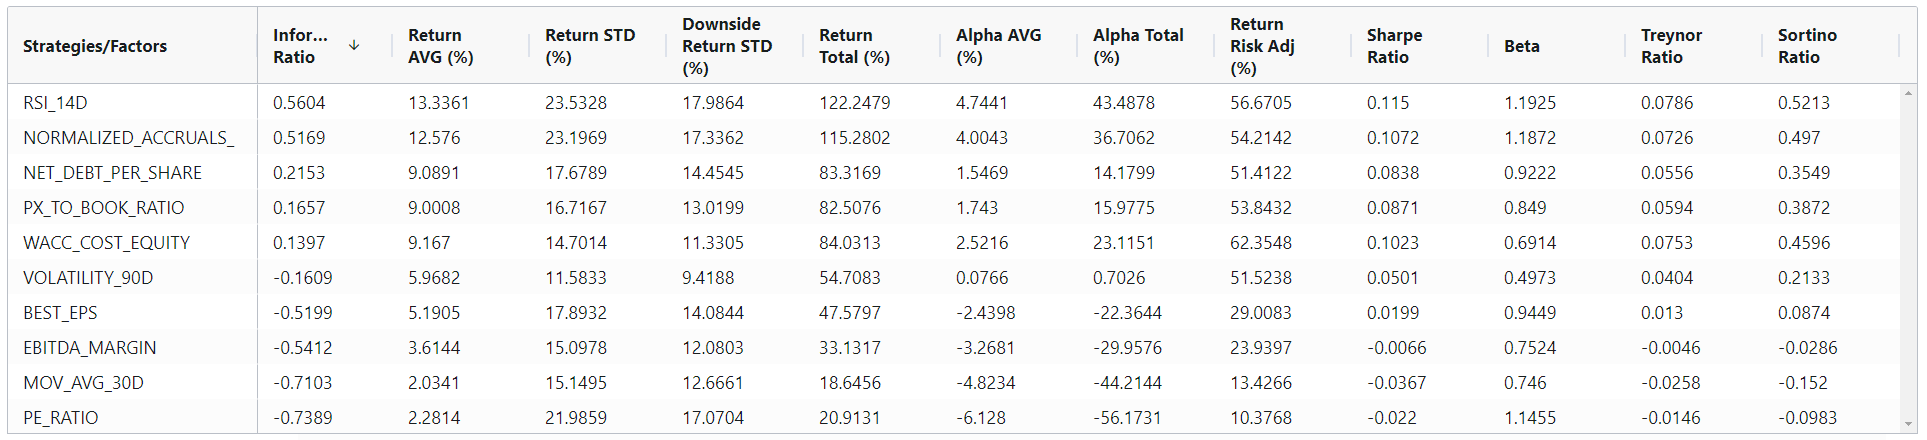 Strategies/Factors Infor... Ratio ↓ Return AVG (%) Return STD (%) Downside Return STD (%) Return Total (%) Alpha AVG (%) Alpha Total (%) Return Risk Adj (%) Sharpe Ratio Beta Treynor Ratio Sortino Ratio
RSI_14D 0.5604 13.3361 23.5328 17.9864 122.2479 4.7441 43.4878 56.6705 0.115 1.1925 0.0786 0.5213
NORMALIZED_ACCRUALS_ 0.5169 12.576 23.1969 17.3362 115.2802 4.0043 36.7062 54.2142 0.1072 1.1872 0.0726 0.497
NET_DEBT_PER_SHARE 0.2153 9.0891 17.6789 14.4545 83.3169 1.5469 14.1799 51.4122 0.0838 0.9222 0.0556 0.3549
PX_TO_BOOK_RATIO 0.1657 9.0008 16.7167 13.0199 82.5076 1.743 15.9775 53.8432 0.0871 0.849 0.0594 0.3872
WACC_COST_EQUITY 0.1397 9.167 14.7014 11.3305 84.0313 2.5216 23.1151 62.3548 0.1023 0.6914 0.0753 0.4596
VOLATILITY_90D -0.1609 5.9682 11.5833 9.4188 54.7083 0.0766 0.7026 51.5238 0.0501 0.4973 0.0404 0.2133
BEST_EPS -0.5199 5.1905 17.8932 14.0844 47.5797 -2.4398 -22.3644 29.0083 0.0199 0.9449 0.013 0.0874
EBITDA_MARGIN -0.5412 3.6144 15.0978 12.0803 33.1317 -3.2681 -29.9576 23.9397 -0.0066 0.7524 -0.0046 -0.0286
MOV_AVG_30D -0.7103 2.0341 15.1495 12.6661 18.6456 -4.8234 -44.2144 13.4266 -0.0367 0.746 -0.0258 -0.152
PE_RATIO -0.7389 2.2814 21.9859 17.0704 20.9131 -6.128 -56.1731 10.3768 -0.022 1.1455 -0.0146 -0.0983